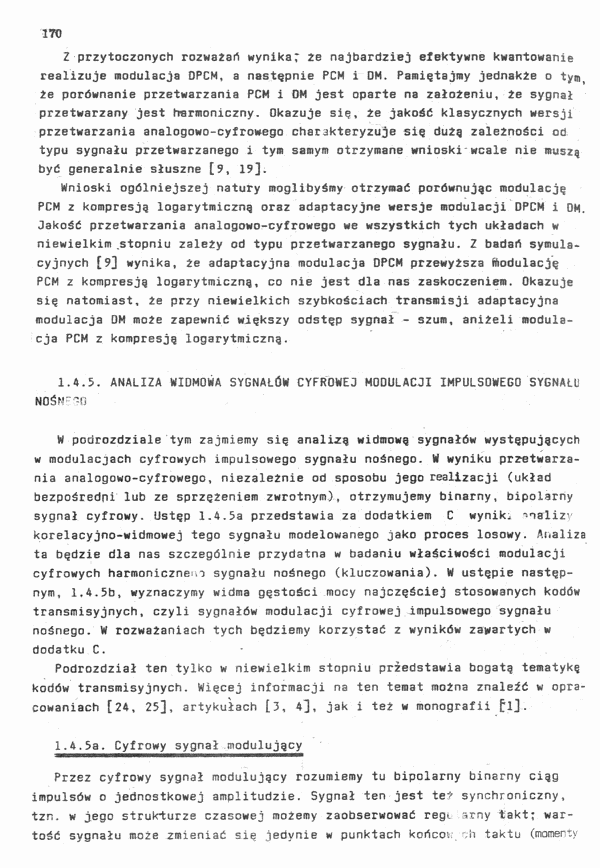 170
Z przytoczonych rozważań wynika, że najbardziej efektywne kwantowanie
realizuje modulacja DPCM, a następnie PCM i DM. Pamiętajmy jednakże o tym,
że porównanie przetwarzania PCM i DM jest oparte na założeniu, że sygnał
przetwarzany jest harmoniczny. Okazuje się, że jakość klasycznych wersji
przetwarzania analogowo-cyfrowego charakteryzuje się dużą zależności od
typu sygnału przetwarzanego i tym samym otrzymane wnioski wcale nie muszą
być generalnie słuszne [9, 19].
Wnioski ogólniejszej natury moglibyśmy otrzymać porównując modulację
PCM z kompresją logarytmiczną oraz adaptacyjne wersje modulacji DPCM i DM.
Jakość przetwarzania analogowo-cyfrowego we wszystkich tych układach w
niewielkim stopniu zależy od typu przetwarzanego sygnału. Z badań symula-
cyjnych [9] wynika, że adaptacyjna modulacja DPCM przewyższa modulację
PCM z kompresją logarytmiczną, co nie jest dla nas zaskoczeniem. Okazuje
się natomiast, że przy niewielkich szybkościach transmisji adaptacyjna
modulacja DM może zapewnić większy odstęp sygnał - szum, aniżeli modula-
cja PCM z kompresją logarytmiczną.
1.4.5. ANALIZA WIDMOWA SYGNAŁÓW CYFROWEJ MODULACJI IMPULSOWEGO SYGNAŁU
NOŚNEGO
W podrozdziale tym zajmiemy się analizą widmową sygnałów występujących
w modulacjach cyfrowych impulsowego sygnału nośnego. W wyniku przetwarza-
nia analogowo-cyfrowego, niezależnie od sposobu jego realizacji (układ
bezpośredni lub ze sprzężeniem zwrotnym), otrzymujemy binarny, bipolarny
sygnał cyfrowy. Ustęp 1.4.5a przedstawia za dodatkiem C wyniki analizy
korelacyjno-widmowej tego sygnału modelowanego jako proces losowy. Analiza
ta będzie dla nas szczególnie przydatna w badaniu właściwości modulacji
cyfrowych harmonicznego sygnału nośnego (kluczowania). W ustępie następ-
nym, 1.4.5b, wyznaczymy widma gęstości mocy najczęściej stosowanych kodów
transmisyjnych, czyli sygnałów modulacji cyfrowej impulsowego sygnału
nośnego. W rozważaniach tych będziemy korzystać z wyników zawartych w
dodatku C.
Podrozdział ten tylko w niewielkim stopniu przedstawia bogatą tematykę
kodów transmisyjnych. Więcej informacji na ten temat można znaleźć w opra-
cowaniach [24, 25], artykułach [3, 4], jak i też w monografii [1].
1.4.5a. Cyfrowy sygnał modulujący
Przez cyfrowy sygnał modulujący rozumiemy tu bipolarny binarny ciąg
impulsów o jednostkowej amplitudzie. Sygnał ten jest też synchroniczny,
tzn. w jego strukturze czasowej możemy zaobserwować regularny takt; war-
tość sygnału może zmieniać się jedynie w punktach końcowych taktu (momenty